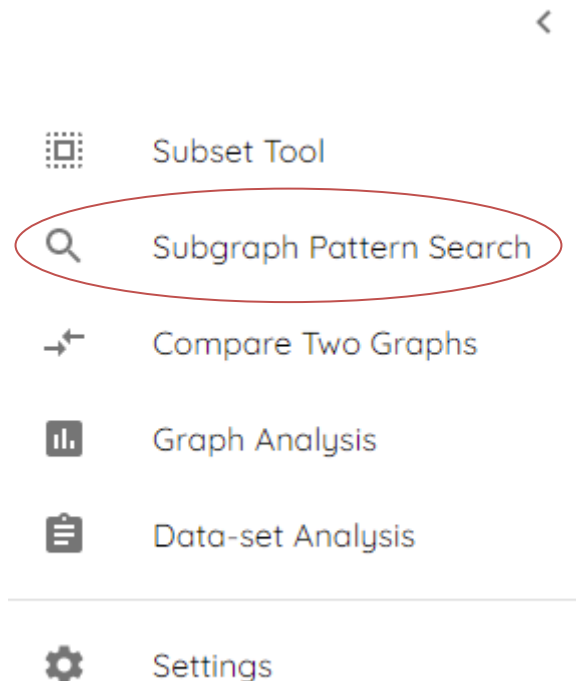 Subset Tool
Subgraph Pattern Search
Compare Two Graphs
Graph Analysis
Data-set Analysis
Settings